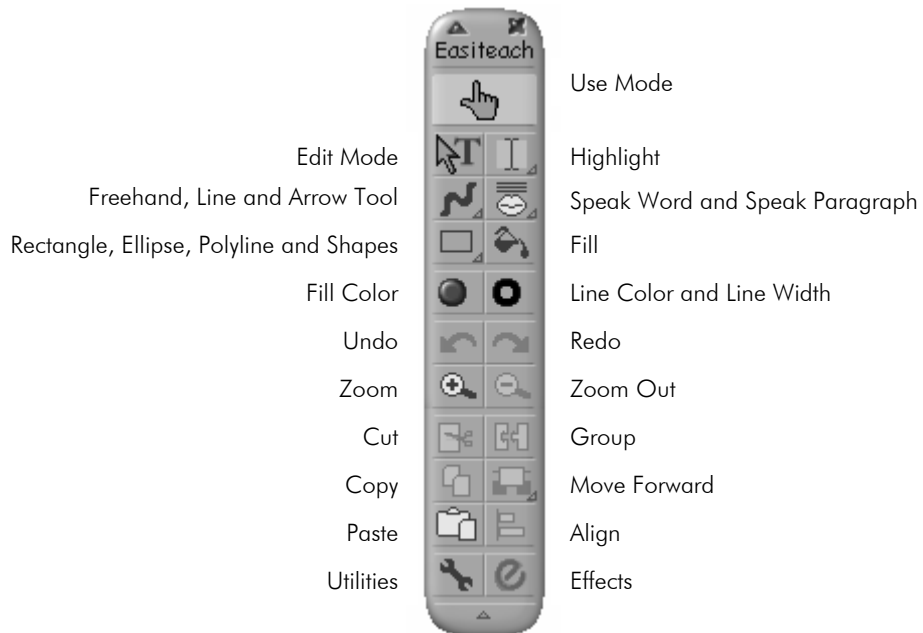 Easiteach
Use Mode
Edit Mode
Highlight
Freehand, Line and Arrow Tool
Speak Word and Speak Paragraph
Rectangle, Ellipse, Polyline and Shapes
Fill
Fill Color
Line Color and Line Width
Undo
Redo
Zoom
Zoom Out
Cut
Group
Copy
Move Forward
Paste
Align
Utilities
Effects